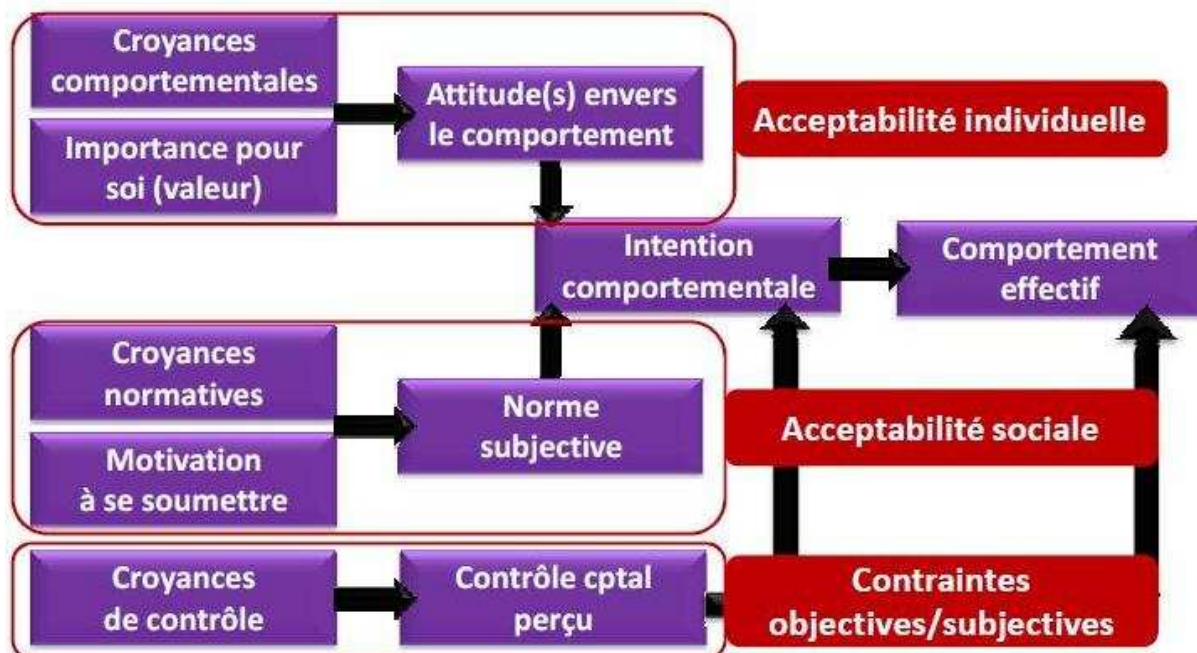 Croyances
comportementales
Importance pour
soi (valeur)
Attitude(s) envers
le comportement
Acceptabilité individuelle
Intention
comportementale
Comportement
effectif
Croyances
normatives
Motivation
à se soumettre
Norme
subjective
Acceptabilité sociale
Croyances
de contrôle
Contrôle cptal
perçu
Contraintes
objectives/subjectives